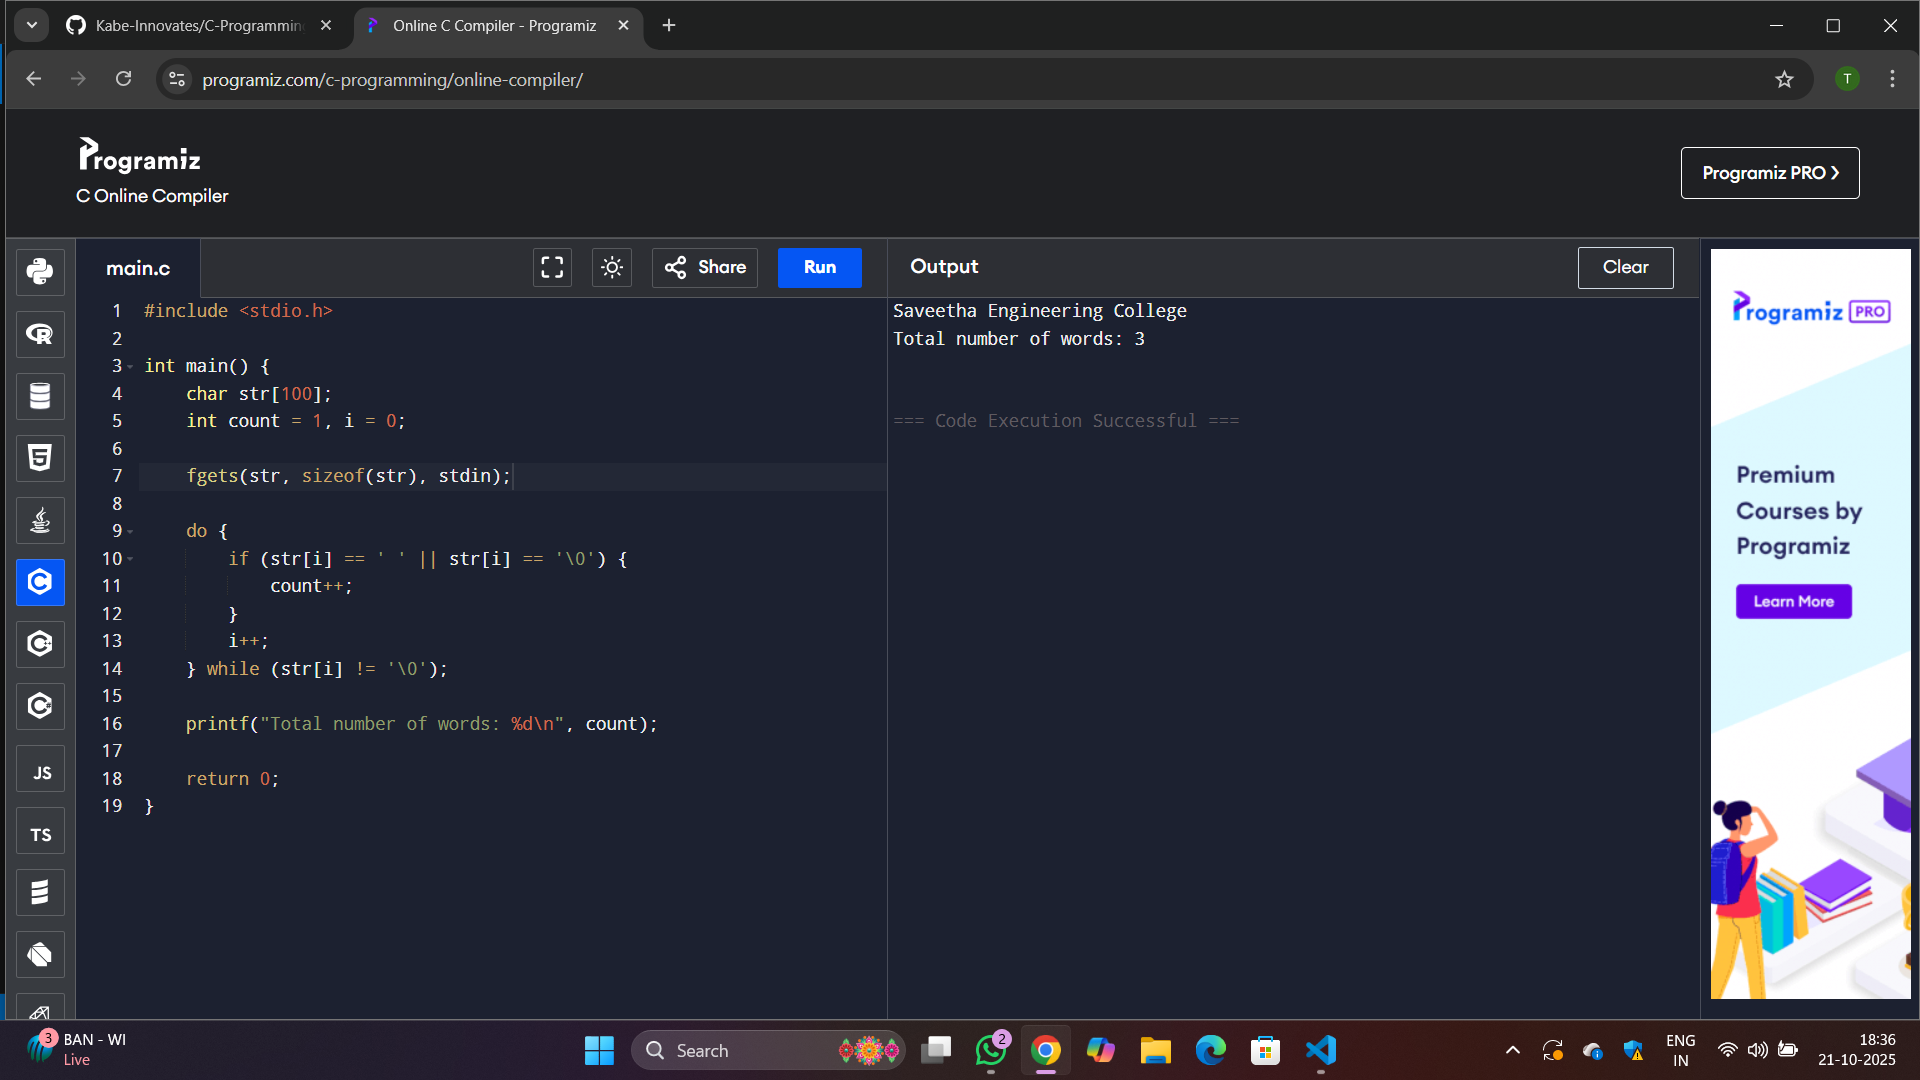 Kabe-Innovates/C-Programmin
Online C Compiler - Programiz
programiz.com/c-programming/online-compiler/
T
Programiz
C Online Compiler
Programiz PRO ❯
main.c
Share
Run
Output
Clear
1 #include <stdio.h>
2
3 int main() {
4     char str[100];
5     int count = 1, i = 0;
6
7     fgets(str, sizeof(str), stdin);
8
9     do {
10         if (str[i] == ' ' || str[i] == '\0') {
11             count++;
12         }
13         i++;
14     } while (str[i] != '\0');
15
16     printf("Total number of words: %d\n", count);
17
18     return 0;
19 }
Saveetha Engineering College
Total number of words: 3
=== Code Execution Successful ===
JS
TS
Programiz PRO
Premium
Courses by
Programiz
Learn More
3
BAN - WI
Live
Search
2
ENG
IN
18:36
21-10-2025